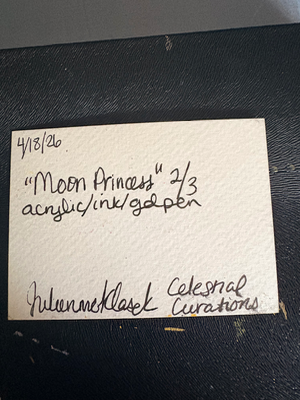 4/18/26
"Moon Princess" 2/3
acrylic/ink/gel pen
Celestial
Curations